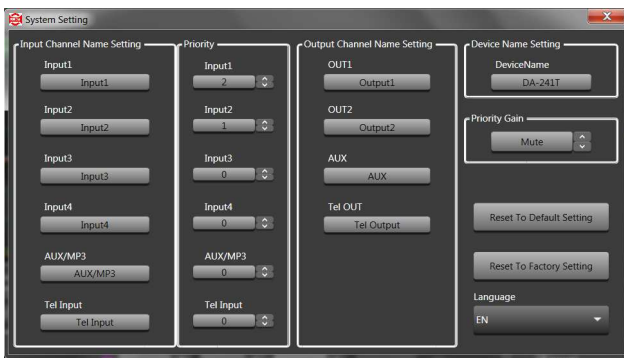 System Setting
Input Channel Name Setting
Input1
Input1
Input2
Input2
Input3
Input3
Input4
Input4
AUX/MP3
AUX/MP3
Tel Input
Tel Input
Priority
Input1
2
Input2
1
Input3
0
Input4
0
AUX/MP3
0
Tel Input
0
Output Channel Name Setting
OUT1
Output1
OUT2
Output2
AUX
AUX
Tel OUT
Tel Output
Device Name Setting
DeviceName
DA-241T
Priority Gain
Mute
Reset To Default Setting
Reset To Factory Setting
Language
EN